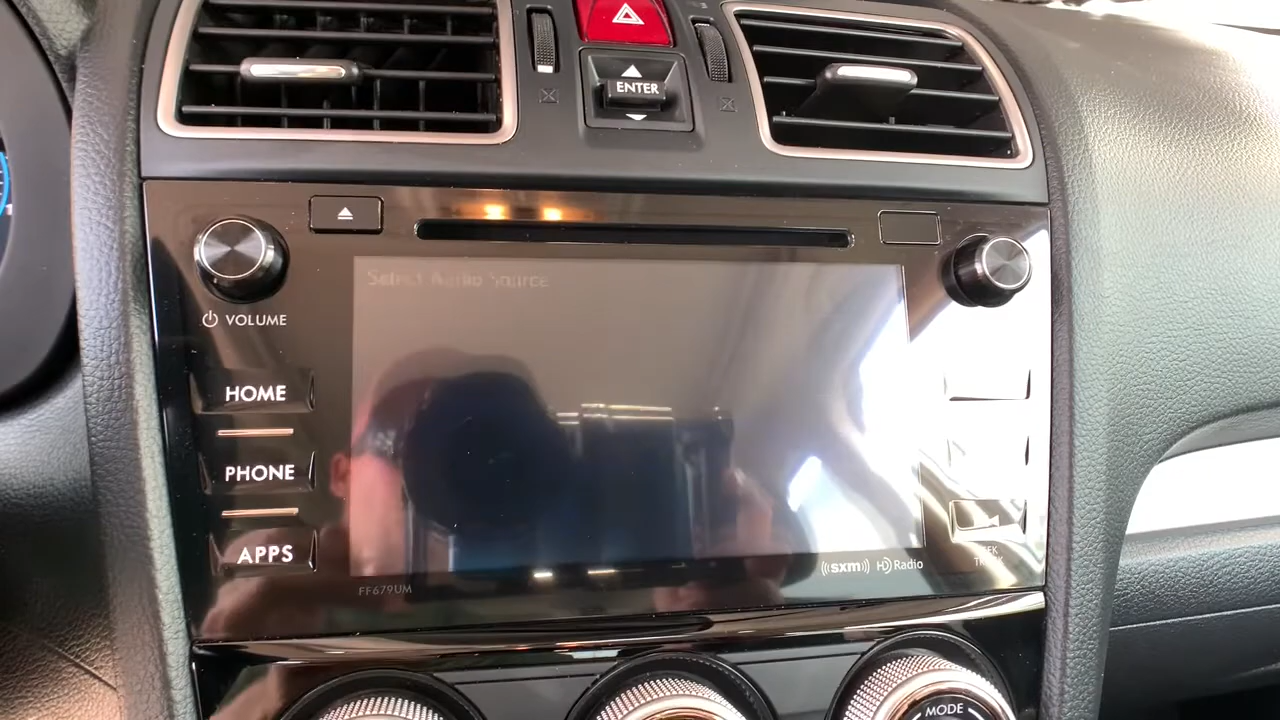 ENTER
Select Audio Source
VOLUME
HOME
PHONE
APPS
((sxm)) HD Radio
FF679UM
MODE